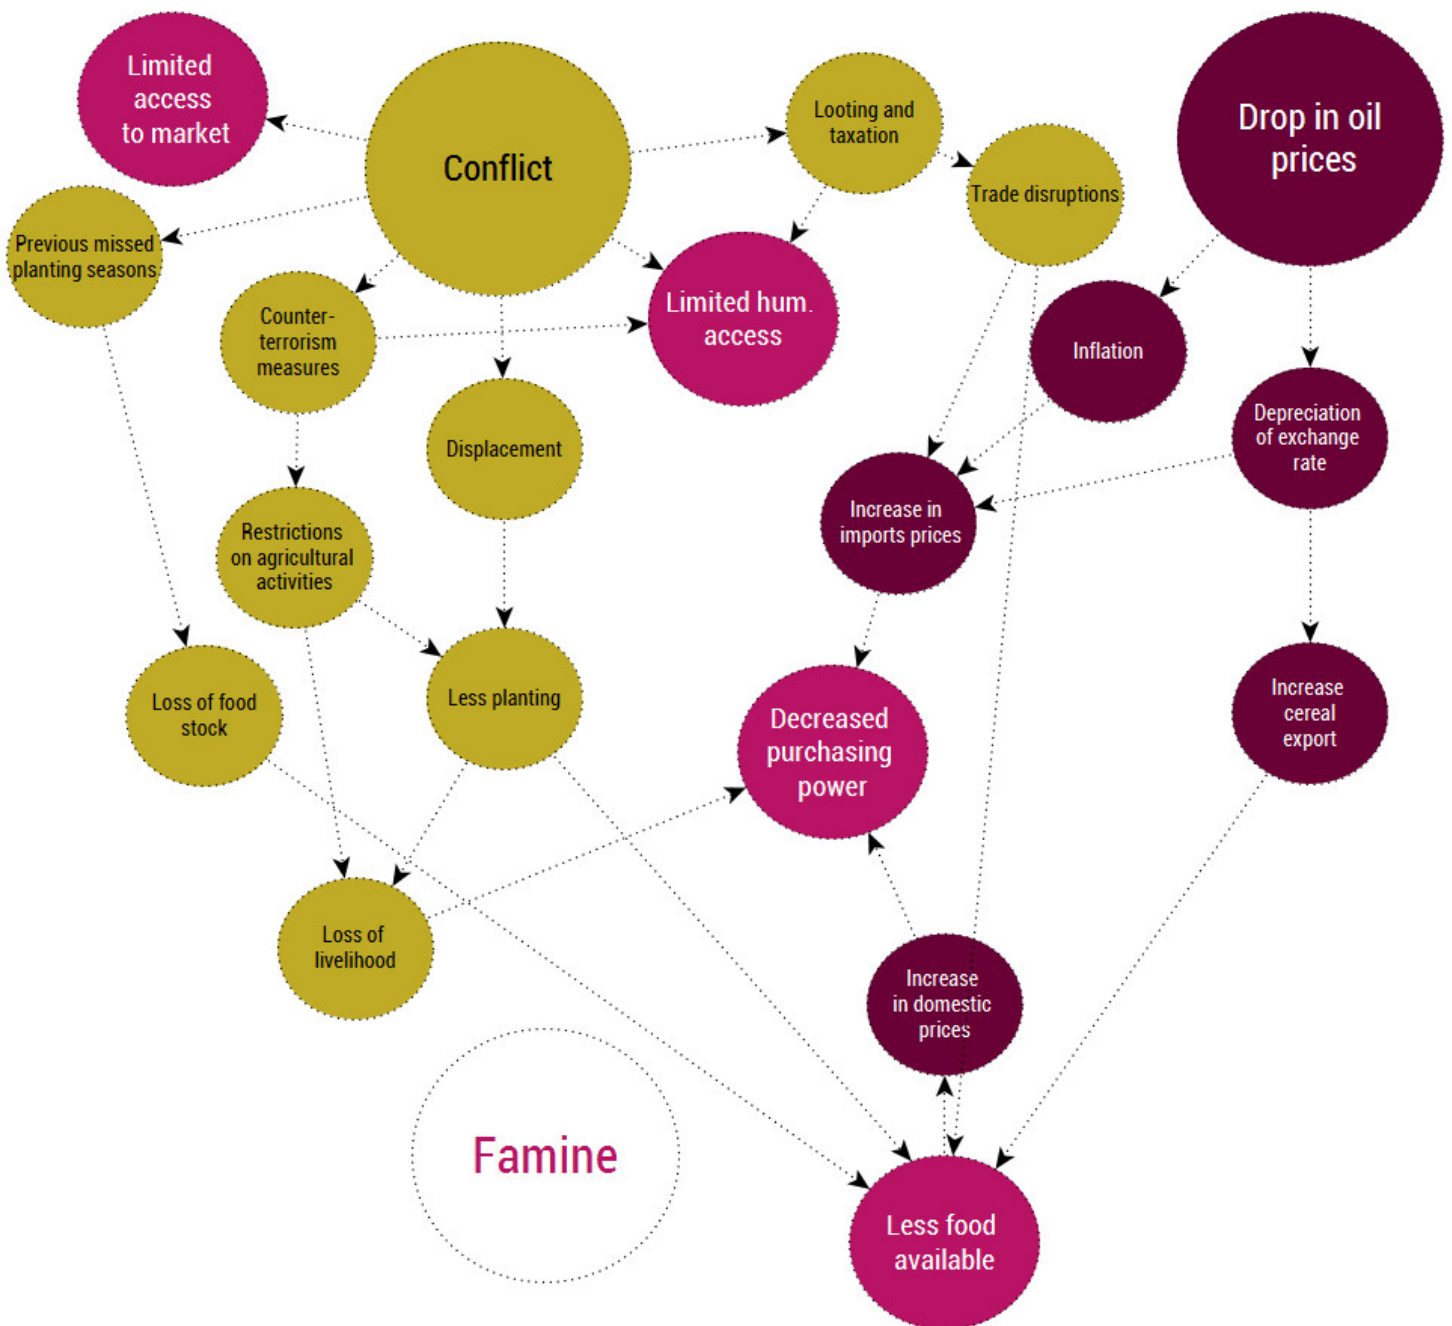 Limited
access
to market
Conflict
Looting and
taxation
Drop in oil
prices
Trade disruptions
Previous missed
planting seasons
Counter-
terrorism
measures
Limited hum.
access
Inflation
Displacement
Depreciation
of exchange
rate
Restrictions
on agricultural
activities
Increase in
imports prices
Loss of food
stock
Less planting
Decreased
purchasing
power
Increase
cereal
export
Loss of
livelihood
Increase
in domestic
prices
Famine
Less food
available